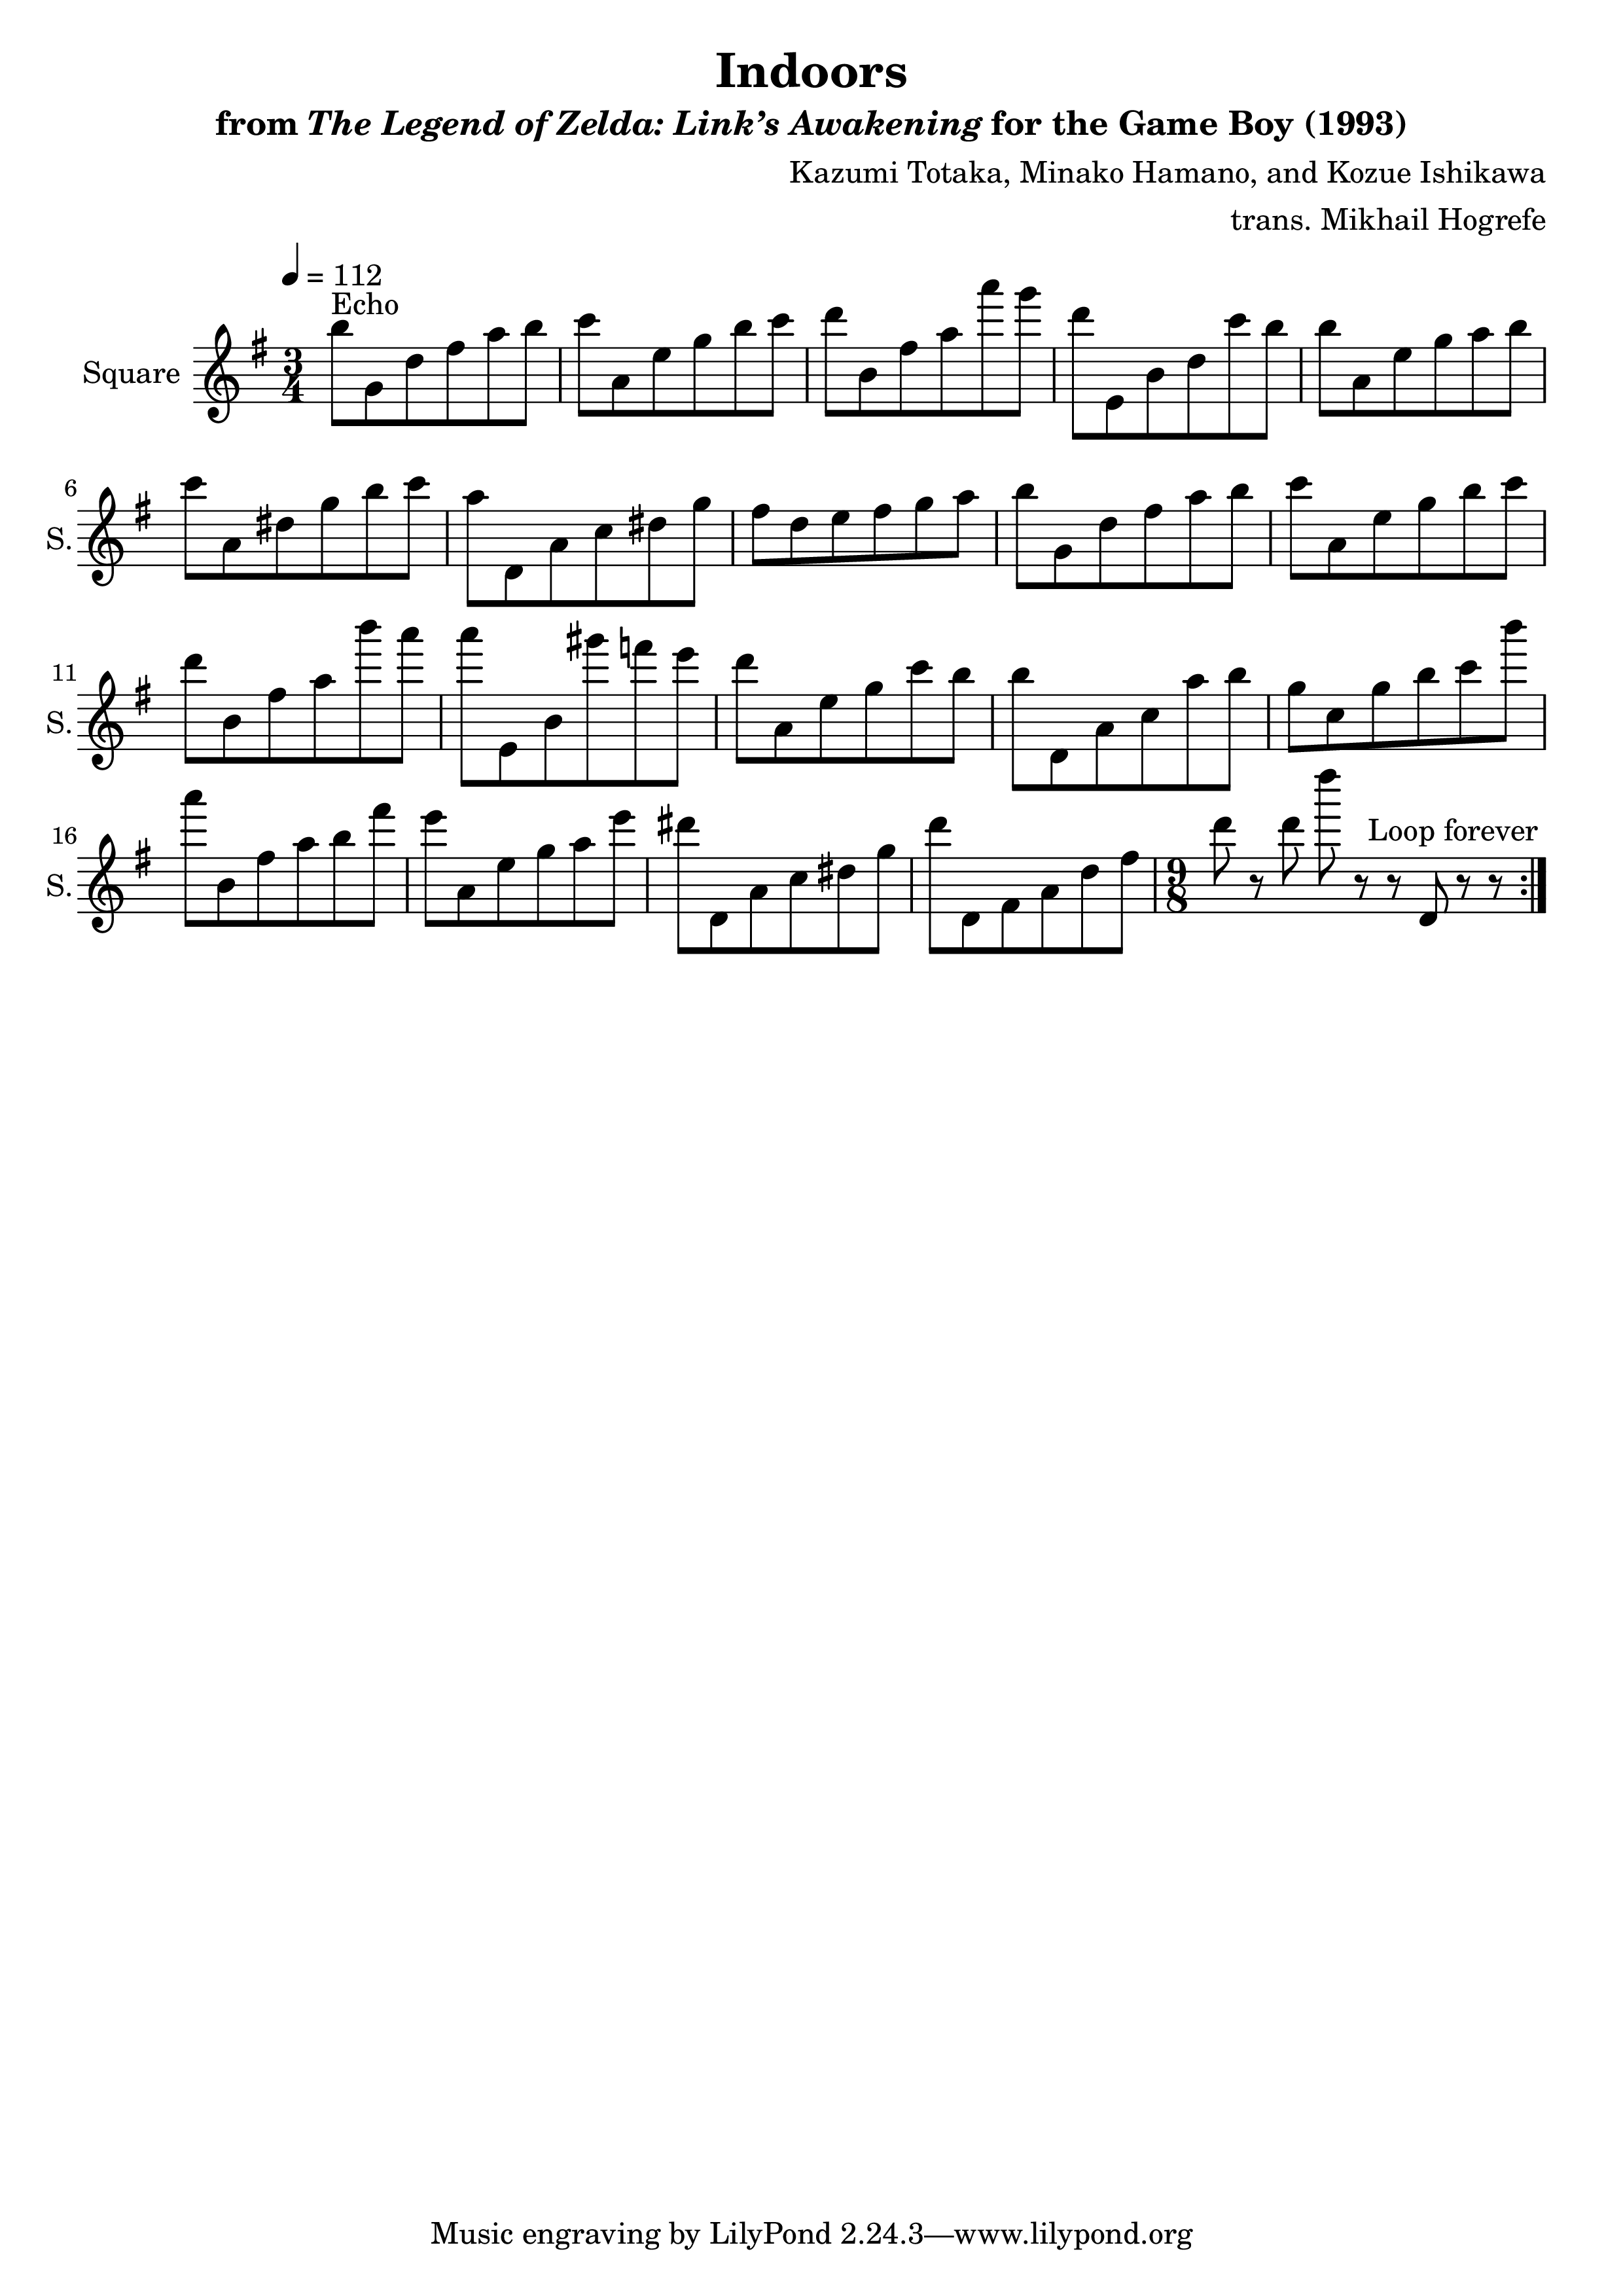 Indoors
from The Legend of Zelda: Link’s Awakening for the Game Boy (1993)
Kazumi Totaka, Minako Hamano, and Kozue Ishikawa
trans. Mikhail Hogrefe
= 112
Echo
Square
3
4
6
S.
11
S.
16
S.
9
8
Loop forever
Music engraving by LilyPond 2.24.3—www.lilypond.org